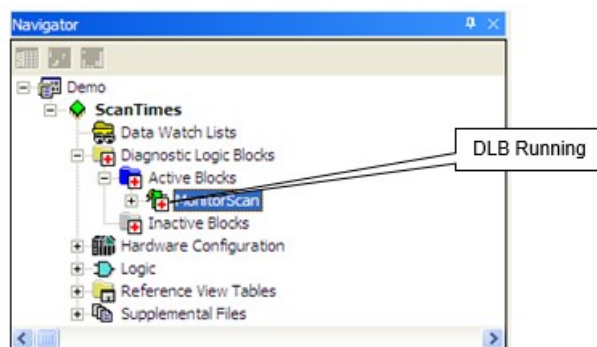 Navigator
Demo
ScanTimes
Data Watch Lists
Diagnostic Logic Blocks
Active Blocks
MonitorScan
Inactive Blocks
Hardware Configuration
Logic
Reference View Tables
Supplemental Files
DLB Running